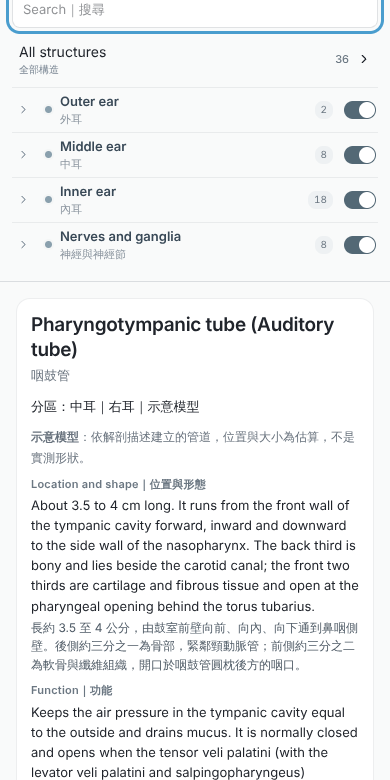 Search｜搜尋
All structures
全部構造
36
Outer ear
外耳
2
Middle ear
中耳
8
Inner ear
內耳
18
Nerves and ganglia
神經與神經節
8
Pharyngotympanic tube (Auditory
tube)
咽鼓管
分區：中耳｜右耳｜示意模型
示意模型：依解剖描述建立的管道，位置與大小為估算，不是
實測形狀。
Location and shape｜位置與形態
About 3.5 to 4 cm long. It runs from the front wall of
the tympanic cavity forward, inward and downward
to the side wall of the nasopharynx. The back third is
bony and lies beside the carotid canal; the front two
thirds are cartilage and fibrous tissue and open at the
pharyngeal opening behind the torus tubarius.
長約 3.5 至 4 公分，由鼓室前壁向前、向內、向下通到鼻咽側
壁。後側約三分之一為骨部，緊鄰頸動脈管；前側約三分之二
為軟骨與纖維組織，開口於咽鼓管圓枕後方的咽口。
Function｜功能
Keeps the air pressure in the tympanic cavity equal
to the outside and drains mucus. It is normally closed
and opens when the tensor veli palatini (with the
levator veli palatini and salpingopharyngeus)